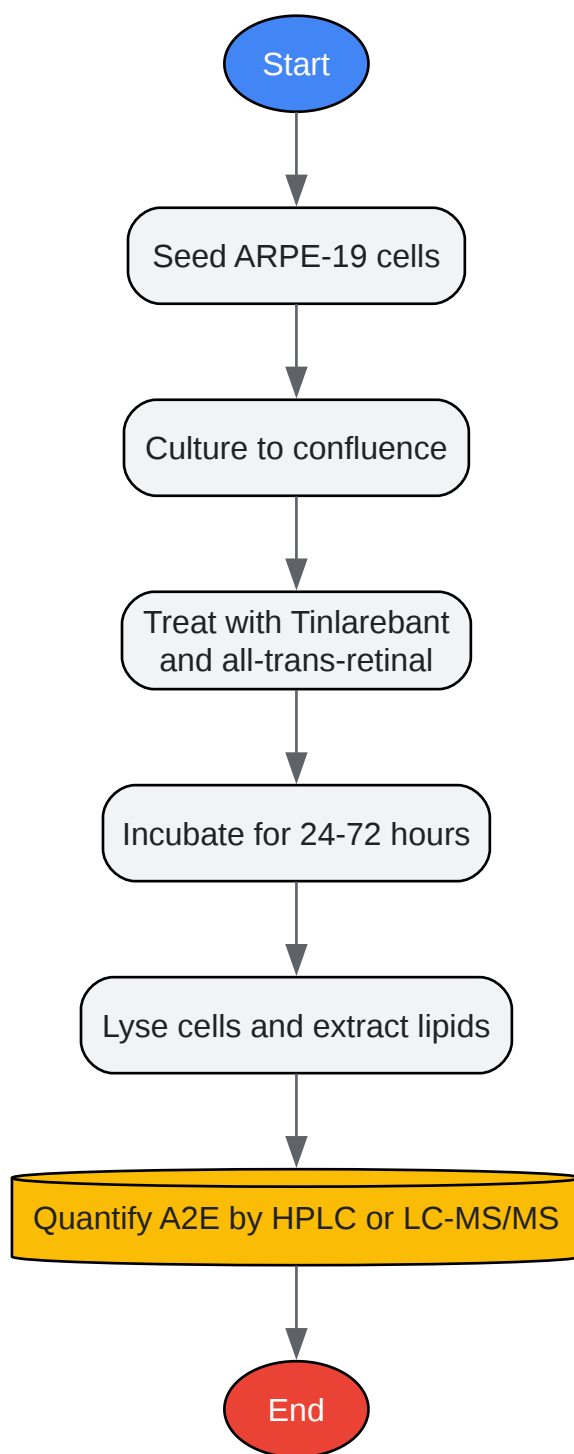 Start
Seed ARPE-19 cells
Culture to confluence
Treat with Tinlarebant
and all-trans-retinal
Incubate for 24-72 hours
Lyse cells and extract lipids
Quantify A2E by HPLC or LC-MS/MS
End